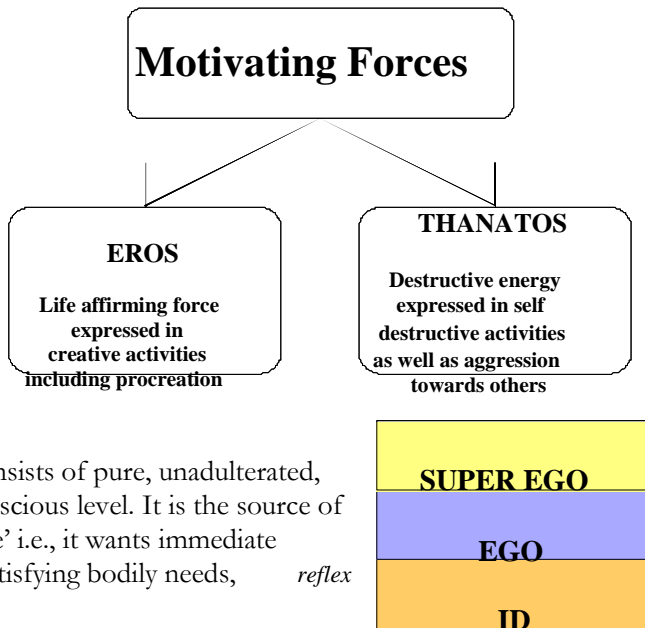 Motivating Forces
EROS
Life affirming force
expressed in
creative activities
including procreation
THANATOS
Destructive energy
expressed in self
destructive activities
as well as aggression
towards others
nsists of pure, unadulterated,
scious level. It is the source of
e’ i.e., it wants immediate
tisfying bodily needs, reflex
SUPER EGO
EGO
ID